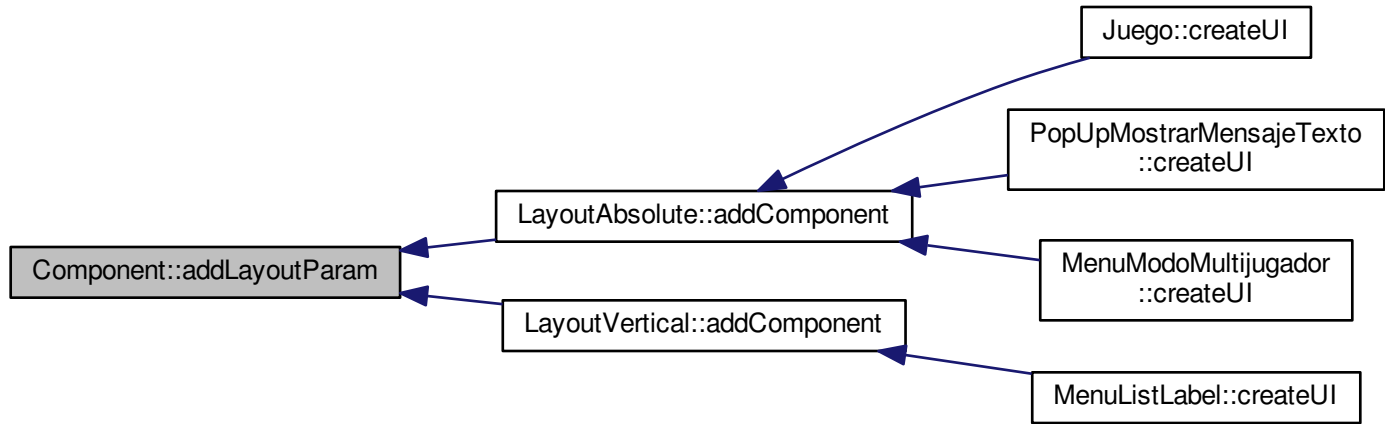 Juego::createUI
PopUpMostrarMensajeTexto
::createUI
LayoutAbsolute::addComponent
Component::addLayoutParam
MenuModoMultijugador
::createUI
LayoutVertical::addComponent
MenuListLabel::createUI